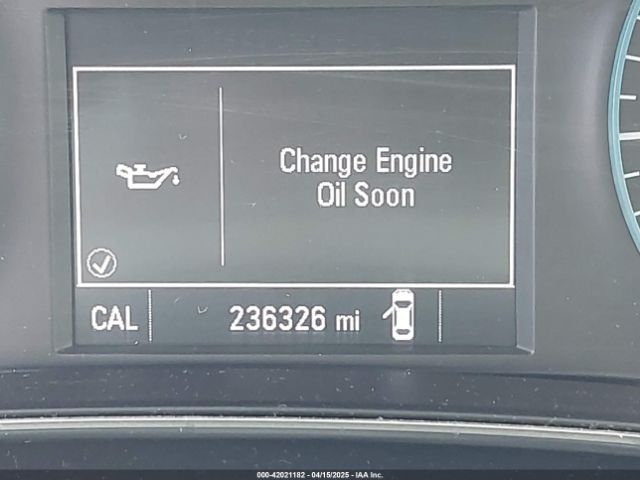 Change Engine
Oil Soon
CAL 236326 mi
000-42021182 - 04/15/2025 - IAA Inc.